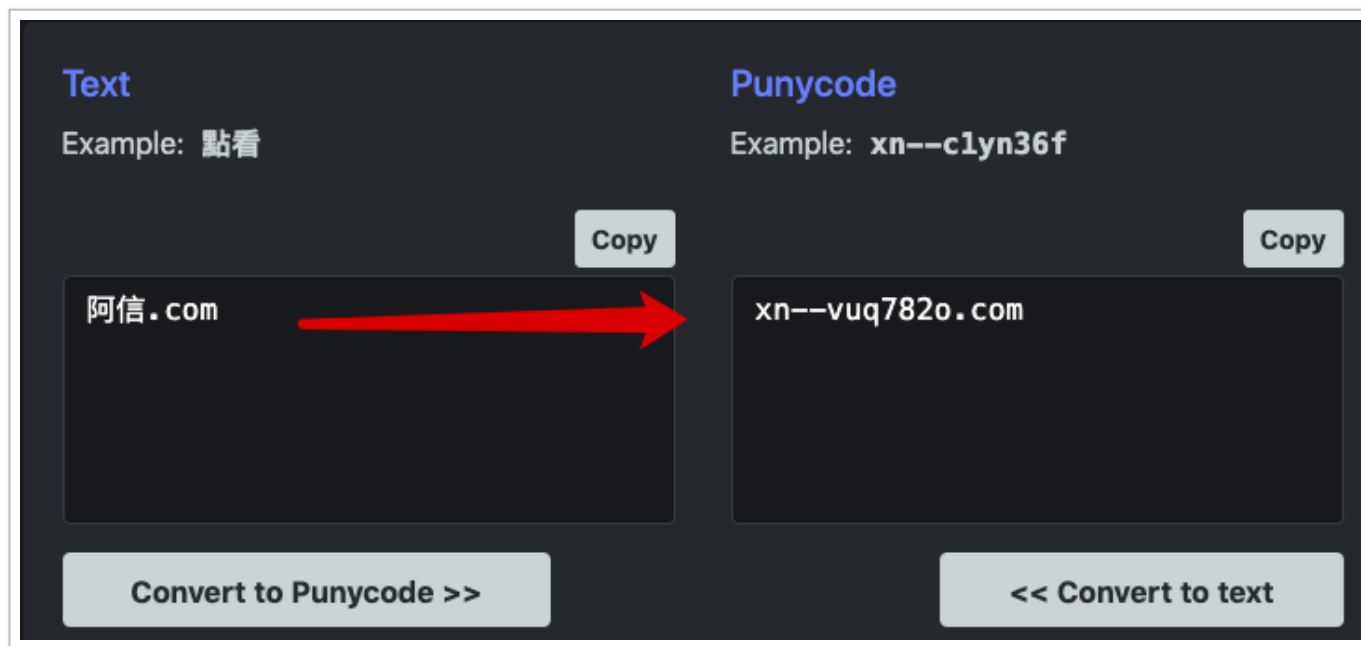 Text
Example: 點看
Copy
阿信.com
Convert to Punycode >>
Punycode
Example: xn--c1yn36f
Copy
xn--vuq782o.com
<< Convert to text